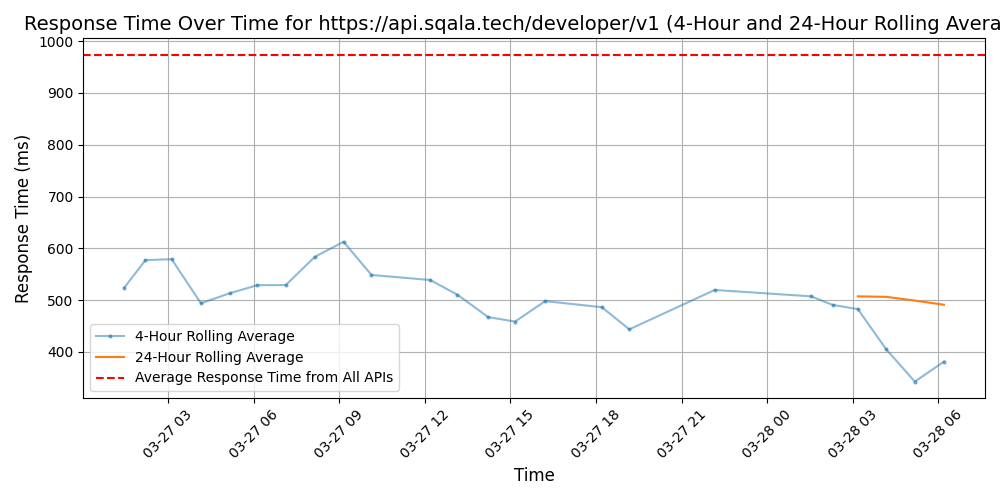 Response Time Over Time for https://api.sqala.tech/developer/v1 (4-Hour and 24-Hour Rolling Avera
Response Time (ms)
1000
900
800
700
600
500
400
4-Hour Rolling Average
24-Hour Rolling Average
Average Response Time from All APIs
03-27 03
03-27 06
03-27 09
03-27 12
03-27 15
03-27 18
03-27 21
03-28 00
03-28 03
03-28 06
Time